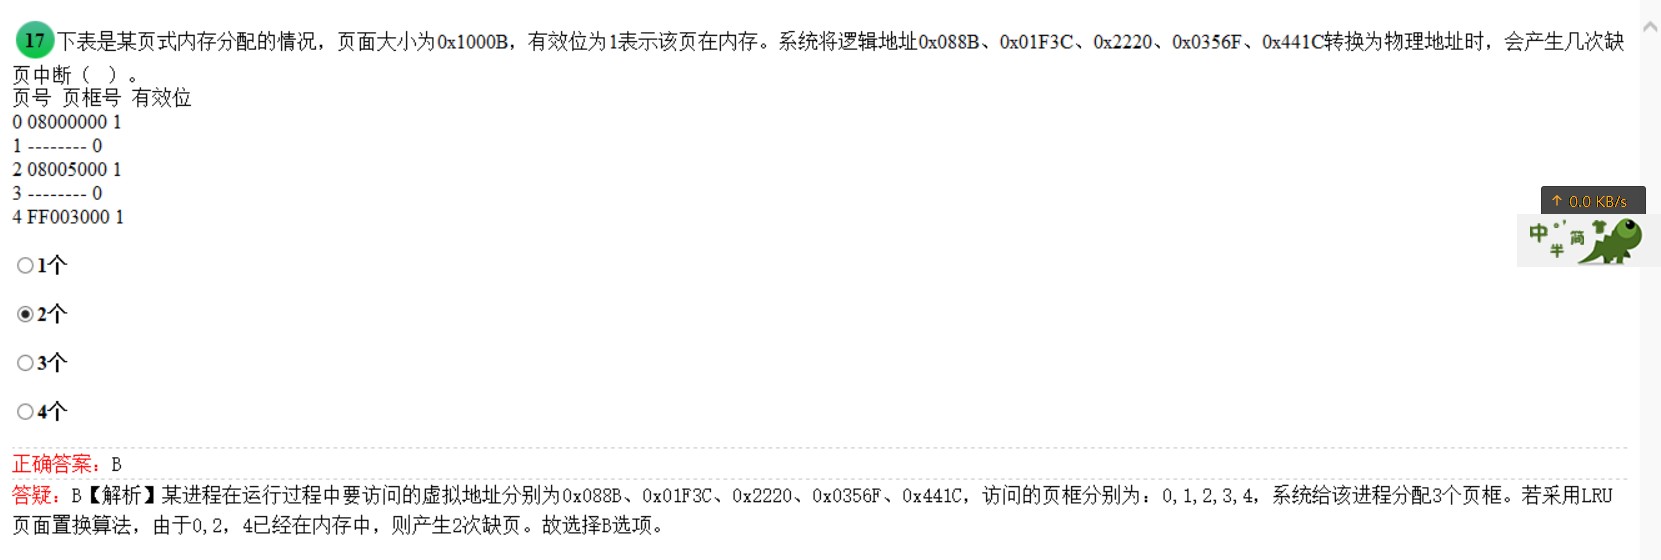 17 下表是某页式内存分配的情况，页面大小为0x1000B，有效位为1表示该页在内存。系统将逻辑地址0x088B、0x01F3C、0x2220、0x0356F、0x441C转换为物理地址时，会产生几次缺
页中断（ ）。
页号 页框号 有效位
0 08000000 1
1 -------- 0
2 08005000 1
3 -------- 0
4 FF003000 1
↑ 0.0 KB/s
中 °' 半 简
1个
2个
3个
4个
正确答案：B
答疑：B【解析】某进程在运行过程中要访问的虚拟地址分别为0x088B、0x01F3C、0x2220、0x0356F、0x441C，访问的页框分别为：0,1,2,3,4，系统给该进程分配3个页框。若采用LRU
页面置换算法，由于0,2，4已经在内存中，则产生2次缺页。故选择B选项。